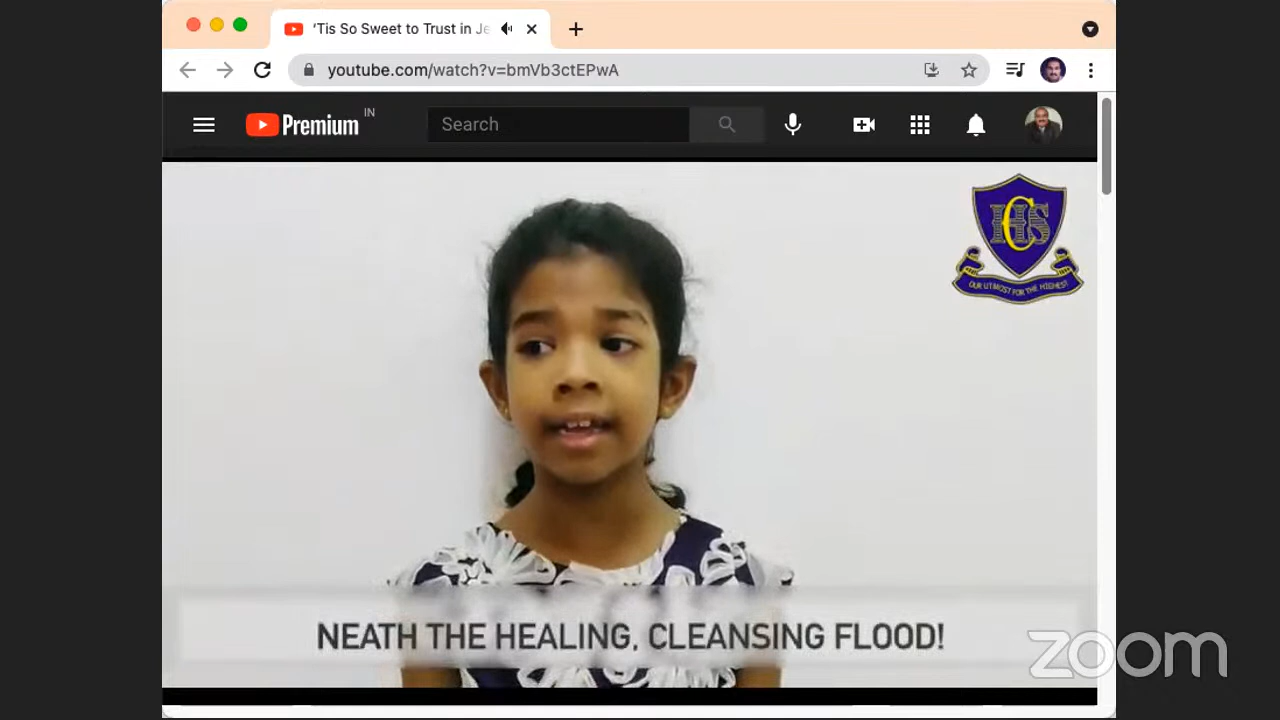 'Tis So Sweet to Trust in Je
youtube.com/watch?v=bmVb3ctEPwA
Premium IN
Search
HCS
OUR UTMOST FOR THE HIGHEST
NEATH THE HEALING, CLEANSING FLOOD!
zoom